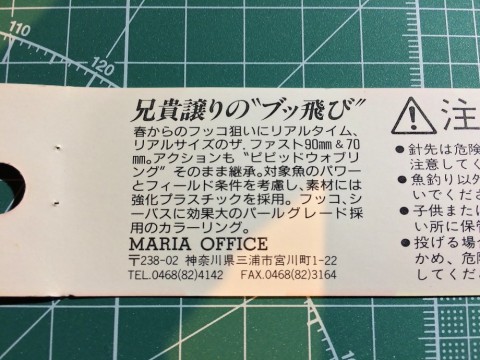 110
120
兄貴譲りの"ブッ飛び"
春からのフッコ狙いにリアルタイム、
リアルサイズのザ.ファスト90mm&70
mm。アクションも"ビビッドウォブリ
ング"そのまま継承。対象魚のパワー
とフィールド条件を考慮し、素材には
強化プラスチックを採用。フッコ、シ
ーバスに効果大のパールグレード採
用のカラーリング。
MARIA OFFICE
〒238-02 神奈川県三浦市宮川町1-22
TEL.0468(82)4142 FAX.0468(82)3164
注
●針先は危険
注意してく
●魚釣り以外
いでくださ
●子供または
い所に保管
●投げる場合
かめ、危険
してくださ